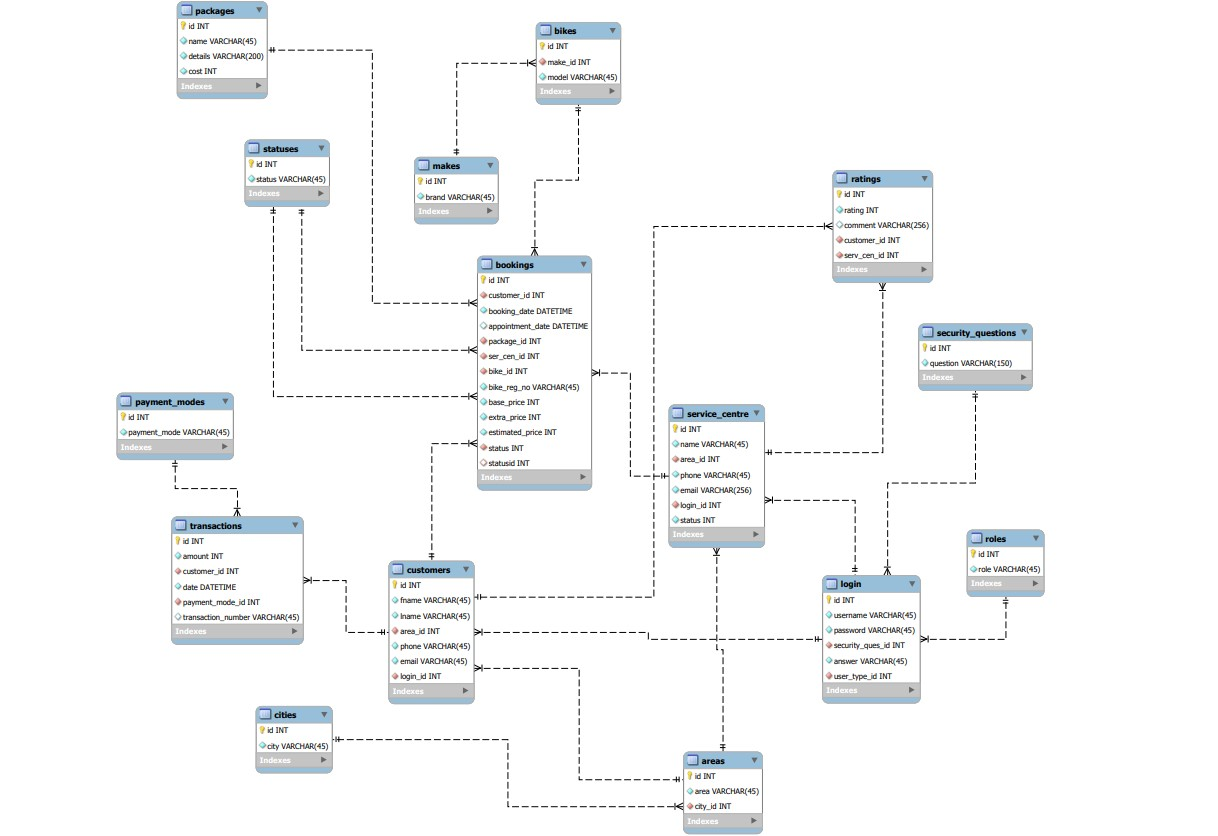 packages
id INT
name VARCHAR(45)
details VARCHAR(200)
cost INT
Indexes
bikes
id INT
make_id INT
model VARCHAR(45)
Indexes
statuses
id INT
status VARCHAR(45)
Indexes
makes
id INT
brand VARCHAR(45)
Indexes
ratings
id INT
rating INT
comment VARCHAR(256)
customer_id INT
serv_cen_id INT
Indexes
bookings
id INT
customer_id INT
booking_date DATETIME
appointment_date DATETIME
package_id INT
ser_cen_id INT
bike_id INT
bike_reg_no VARCHAR(45)
base_price INT
extra_price INT
estimated_price INT
status INT
statusid INT
Indexes
security_questions
id INT
question VARCHAR(150)
Indexes
payment_modes
id INT
payment_mode VARCHAR(45)
Indexes
service_centre
id INT
name VARCHAR(45)
area_id INT
phone VARCHAR(45)
email VARCHAR(256)
login_id INT
status INT
Indexes
transactions
id INT
amount INT
customer_id INT
date DATETIME
payment_mode_id INT
transaction_number VARCHAR(45)
Indexes
customers
id INT
fname VARCHAR(45)
lname VARCHAR(45)
area_id INT
phone VARCHAR(45)
email VARCHAR(45)
login_id INT
Indexes
roles
id INT
role VARCHAR(45)
Indexes
login
id INT
username VARCHAR(45)
password VARCHAR(45)
security_ques_id INT
answer VARCHAR(45)
user_type_id INT
Indexes
cities
id INT
city VARCHAR(45)
Indexes
areas
id INT
area VARCHAR(45)
city_id INT
Indexes